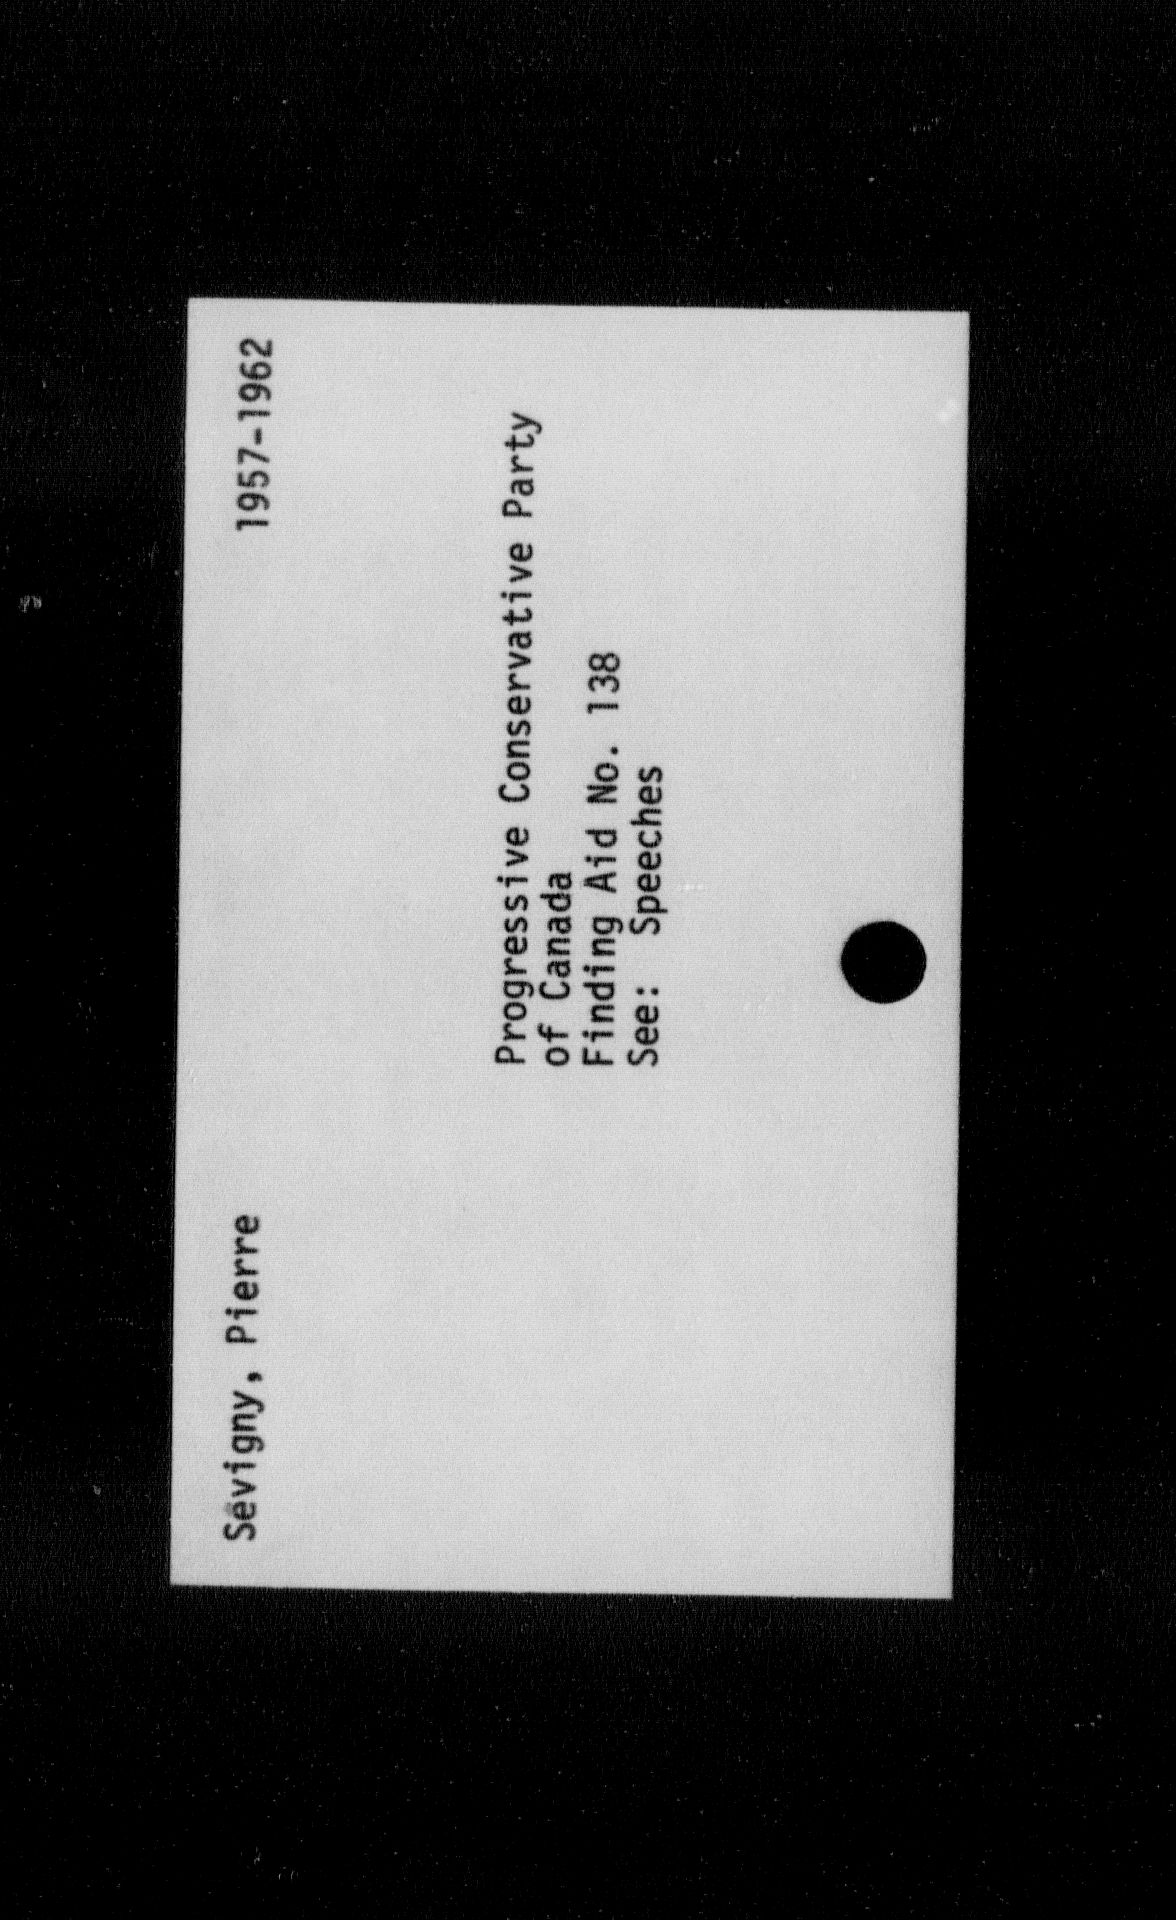 Sévigny, Pierre 1957-1962
Progressive Conservative Party
of Canada
Finding Aid No. 138
See: Speeches